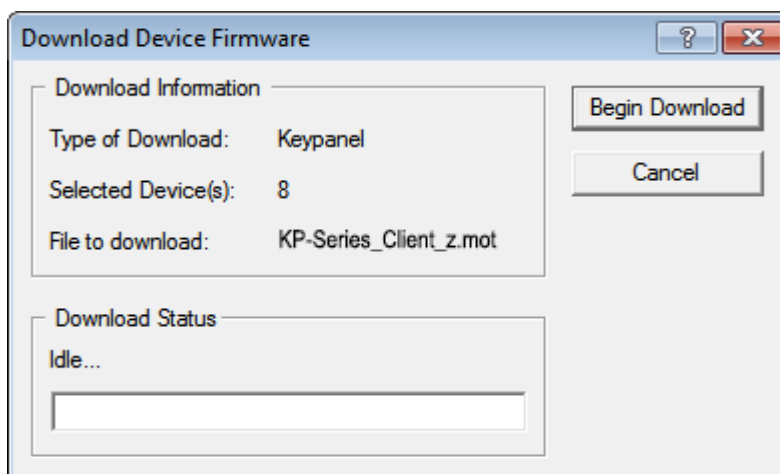 Download Device Firmware
Download Information
Type of Download: Keypanel
Selected Device(s): 8
File to download: KP-Series_Client_z.mot
Begin Download
Cancel
Download Status
Idle...